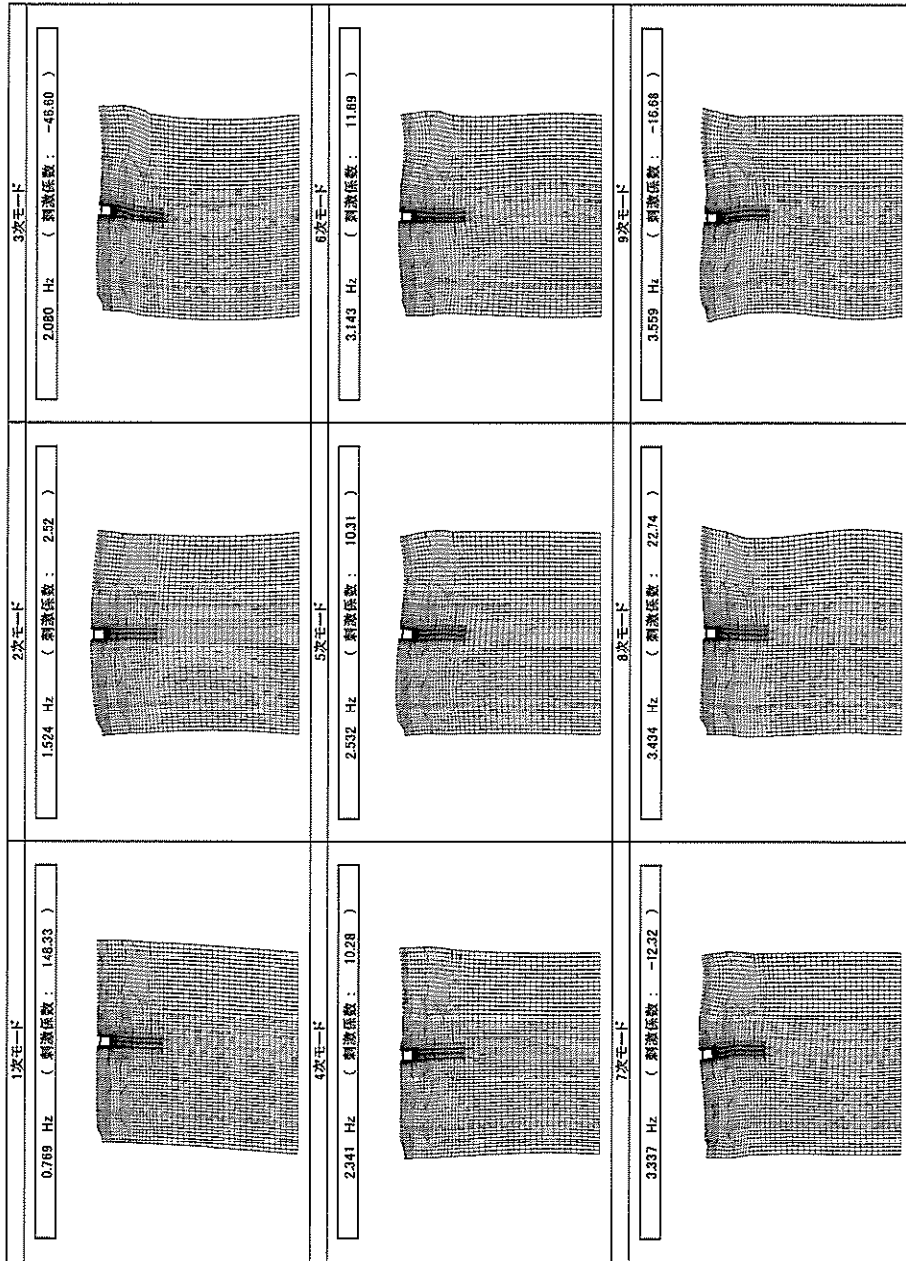 1次モード
0.769 Hz ( 刺激係数 : 148.33 )
2次モード
1.524 Hz ( 刺激係数 : 2.52 )
3次モード
2.080 Hz ( 刺激係数 : -46.60 )
4次モード
2.341 Hz ( 刺激係数 : 10.28 )
5次モード
2.532 Hz ( 刺激係数 : 10.31 )
6次モード
3.143 Hz ( 刺激係数 : 11.69 )
7次モード
3.337 Hz ( 刺激係数 : -12.32 )
8次モード
3.434 Hz ( 刺激係数 : 22.74 )
9次モード
3.559 Hz ( 刺激係数 : -16.68 )